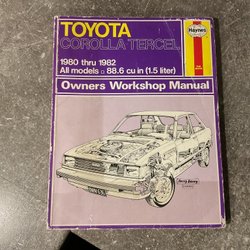 TOYOTA
COROLLA TERCEL
Haynes
1980 thru 1982
All models □ 88.6 cu in (1.5 liter)
Owners Workshop Manual